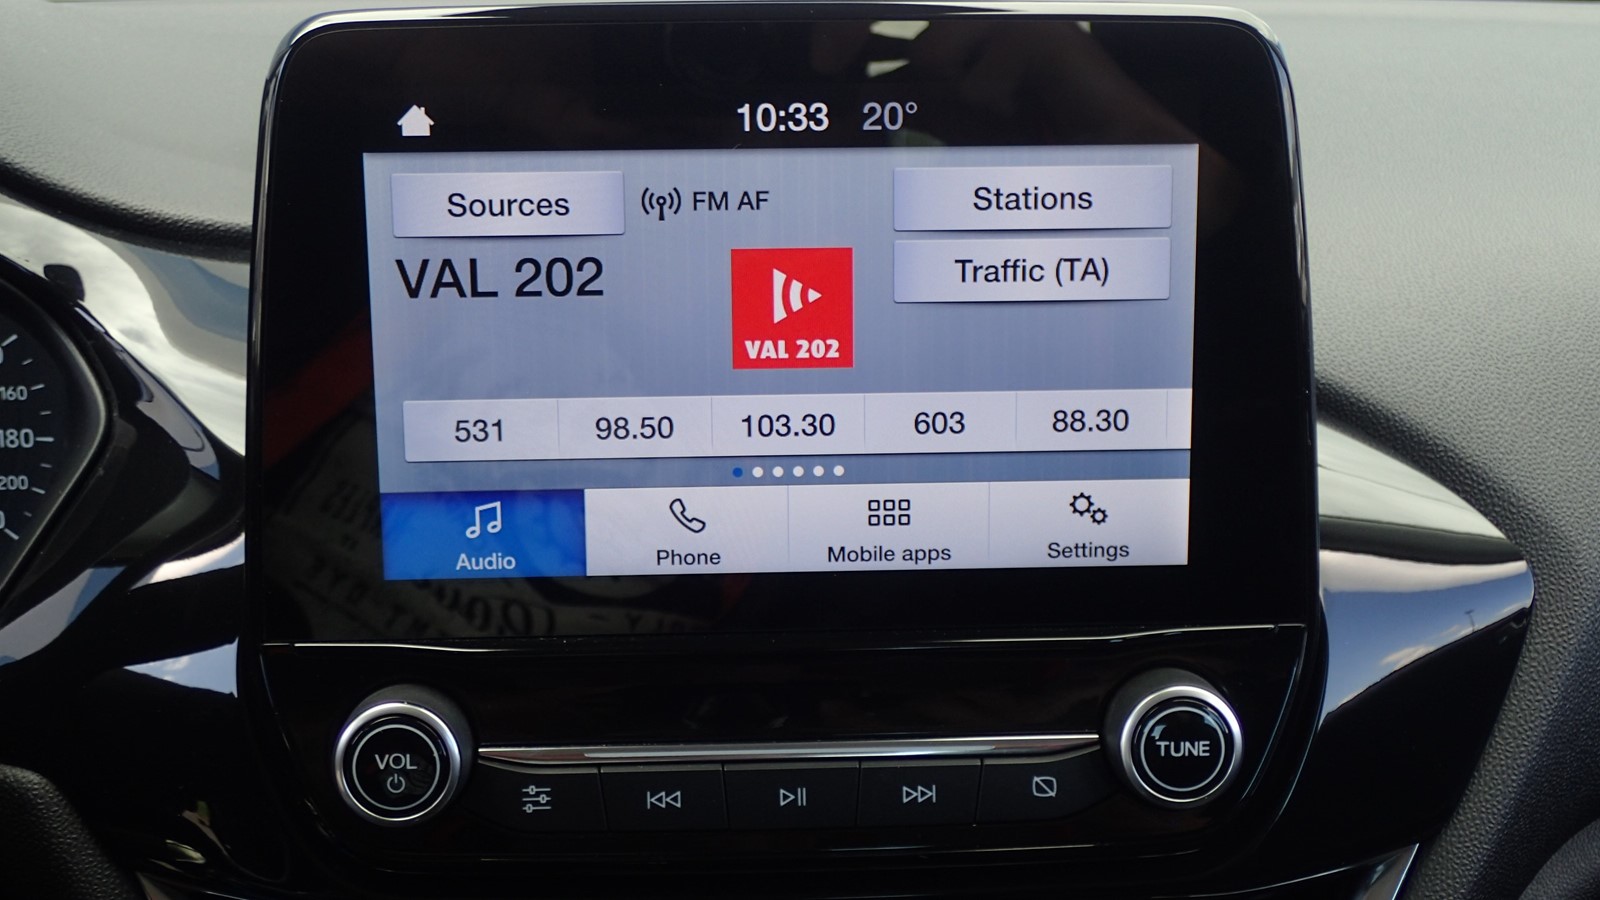 10:33 20°
Sources
FM AF
Stations
VAL 202
Traffic (TA)
VAL 202
531 98.50 103.30 603 88.30
Audio
Phone
Mobile apps
Settings
160
180
200
VOL
TUNE